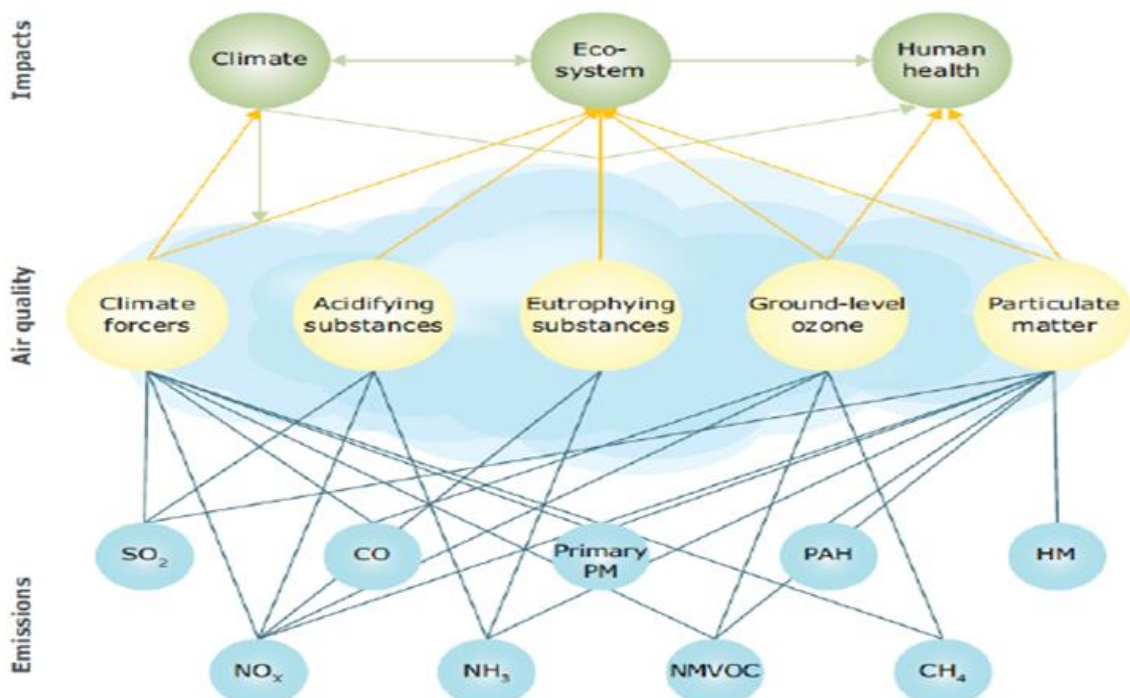 Impacts
Climate
Eco-
system
Human
health
Air quality
Climate
forcers
Acidifying
substances
Eutrophying
substances
Ground-level
ozone
Particulate
matter
Emissions
SO₂
CO
Primary
PM
PAH
HM
NOₓ
NH₃
NMVOC
CH₄